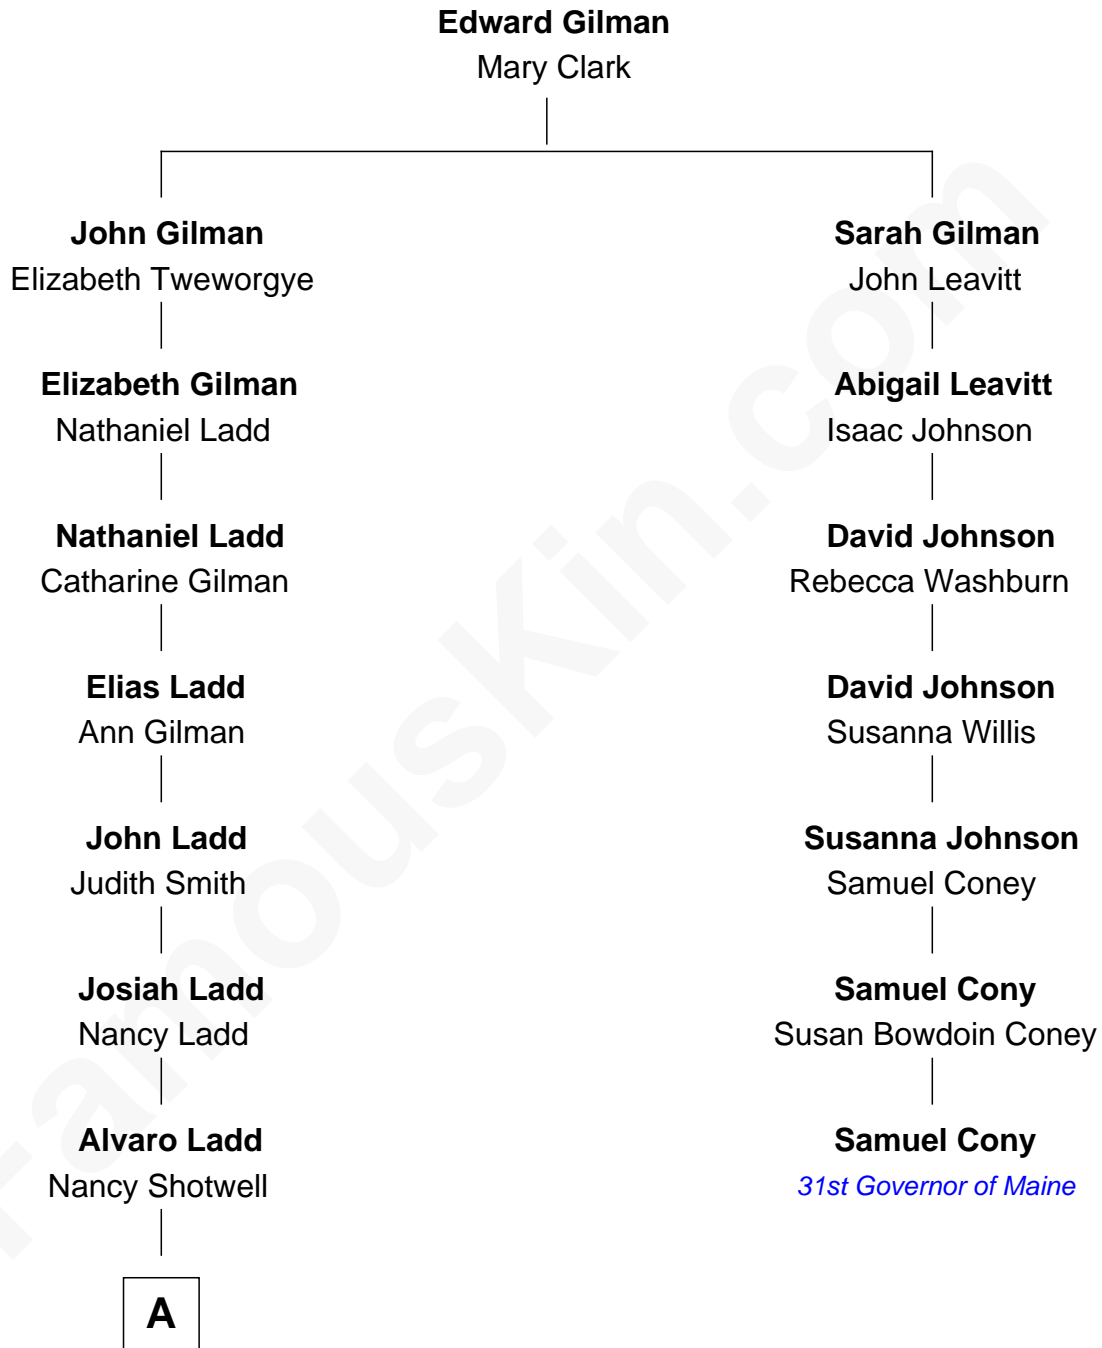 Edward Gilman
Mary Clark
John Gilman
Elizabeth Tweworgye
Sarah Gilman
John Leavitt
Elizabeth Gilman
Nathaniel Ladd
Abigail Leavitt
Isaac Johnson
Nathaniel Ladd
Catharine Gilman
David Johnson
Rebecca Washburn
Elias Ladd
Ann Gilman
David Johnson
Susanna Willis
John Ladd
Judith Smith
Susanna Johnson
Samuel Coney
Josiah Ladd
Nancy Ladd
Samuel Cony
Susan Bowdoin Coney
Alvaro Ladd
Nancy Shotwell
Samuel Cony
31st Governor of Maine
A
FamousKin.com